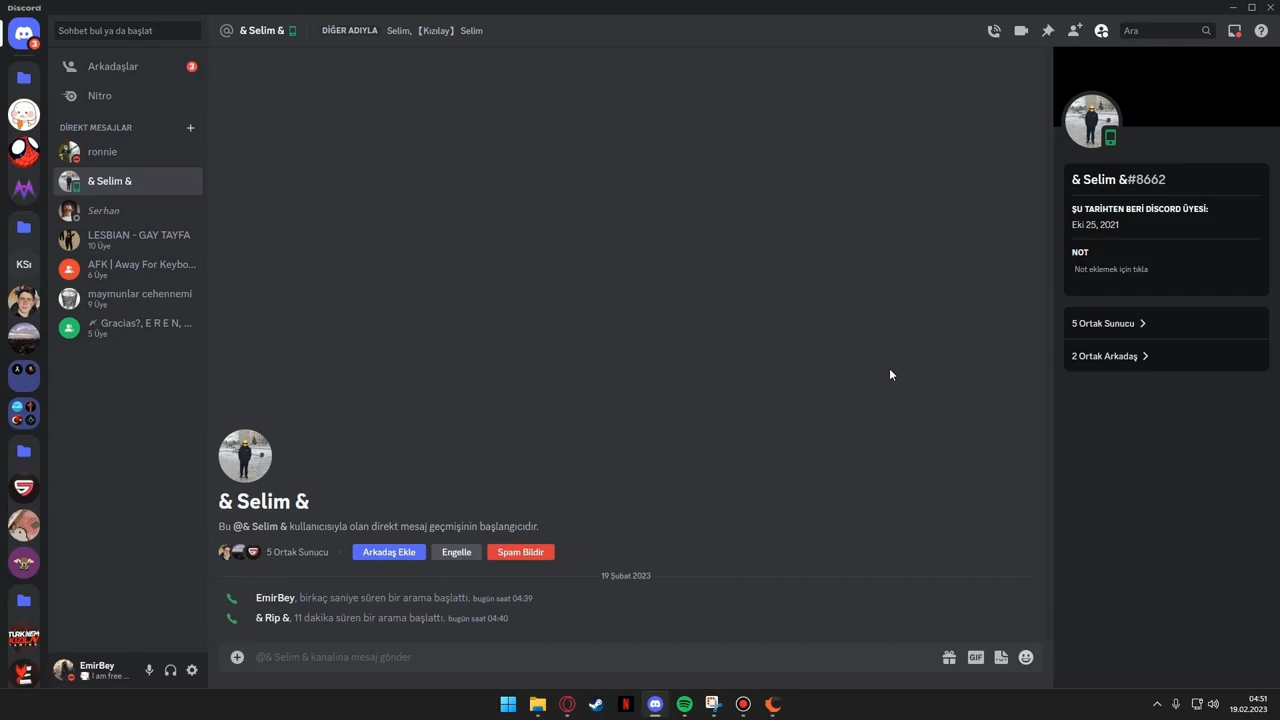 Discord
Sohbet bul ya da başlat
& Selim &
DİĞER ADIYLA
Selim, 【Kızılay】 Selim
Ara
3
Arkadaşlar
3
Nitro
DİREKT MESAJLAR
ronnie
& Selim &
Serhan
LESBIAN - GAY TAYFA
10 Üye
AFK | Away For Keybo...
6 Üye
maymunlar cehennemi
9 Üye
Gracias?, E R E N, ...
5 Üye
KSı
& Selim &#8662
ŞU TARİHTEN BERİ DİSCORD ÜYESİ:
Eki 25, 2021
NOT
Not eklemek için tıkla
5 Ortak Sunucu
2 Ortak Arkadaş
& Selim &
Bu @& Selim & kullanıcısıyla olan direkt mesaj geçmişinin başlangıcıdır.
5 Ortak Sunucu
Arkadaş Ekle
Engelle
Spam Bildir
19 Şubat 2023
EmirBey, birkaç saniye süren bir arama başlattı. bugün saat 04:39
& Rip &, 11 dakika süren bir arama başlattı. bugün saat 04:40
@& Selim & kanalına mesaj gönder
GIF
EmirBey
I am free ...
04:51
19.02.2023